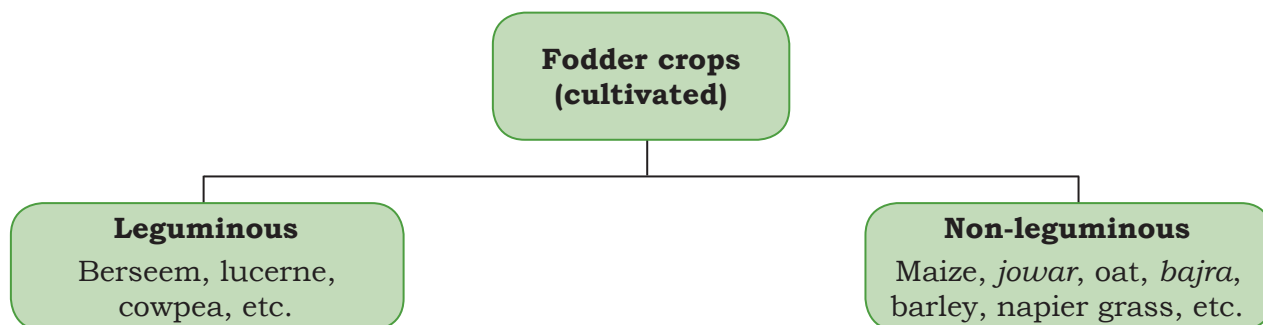 Fodder crops
(cultivated)
Leguminous
Berseem, lucerne,
cowpea, etc.
Non-leguminous
Maize, jowar, oat, bajra,
barley, napier grass, etc.